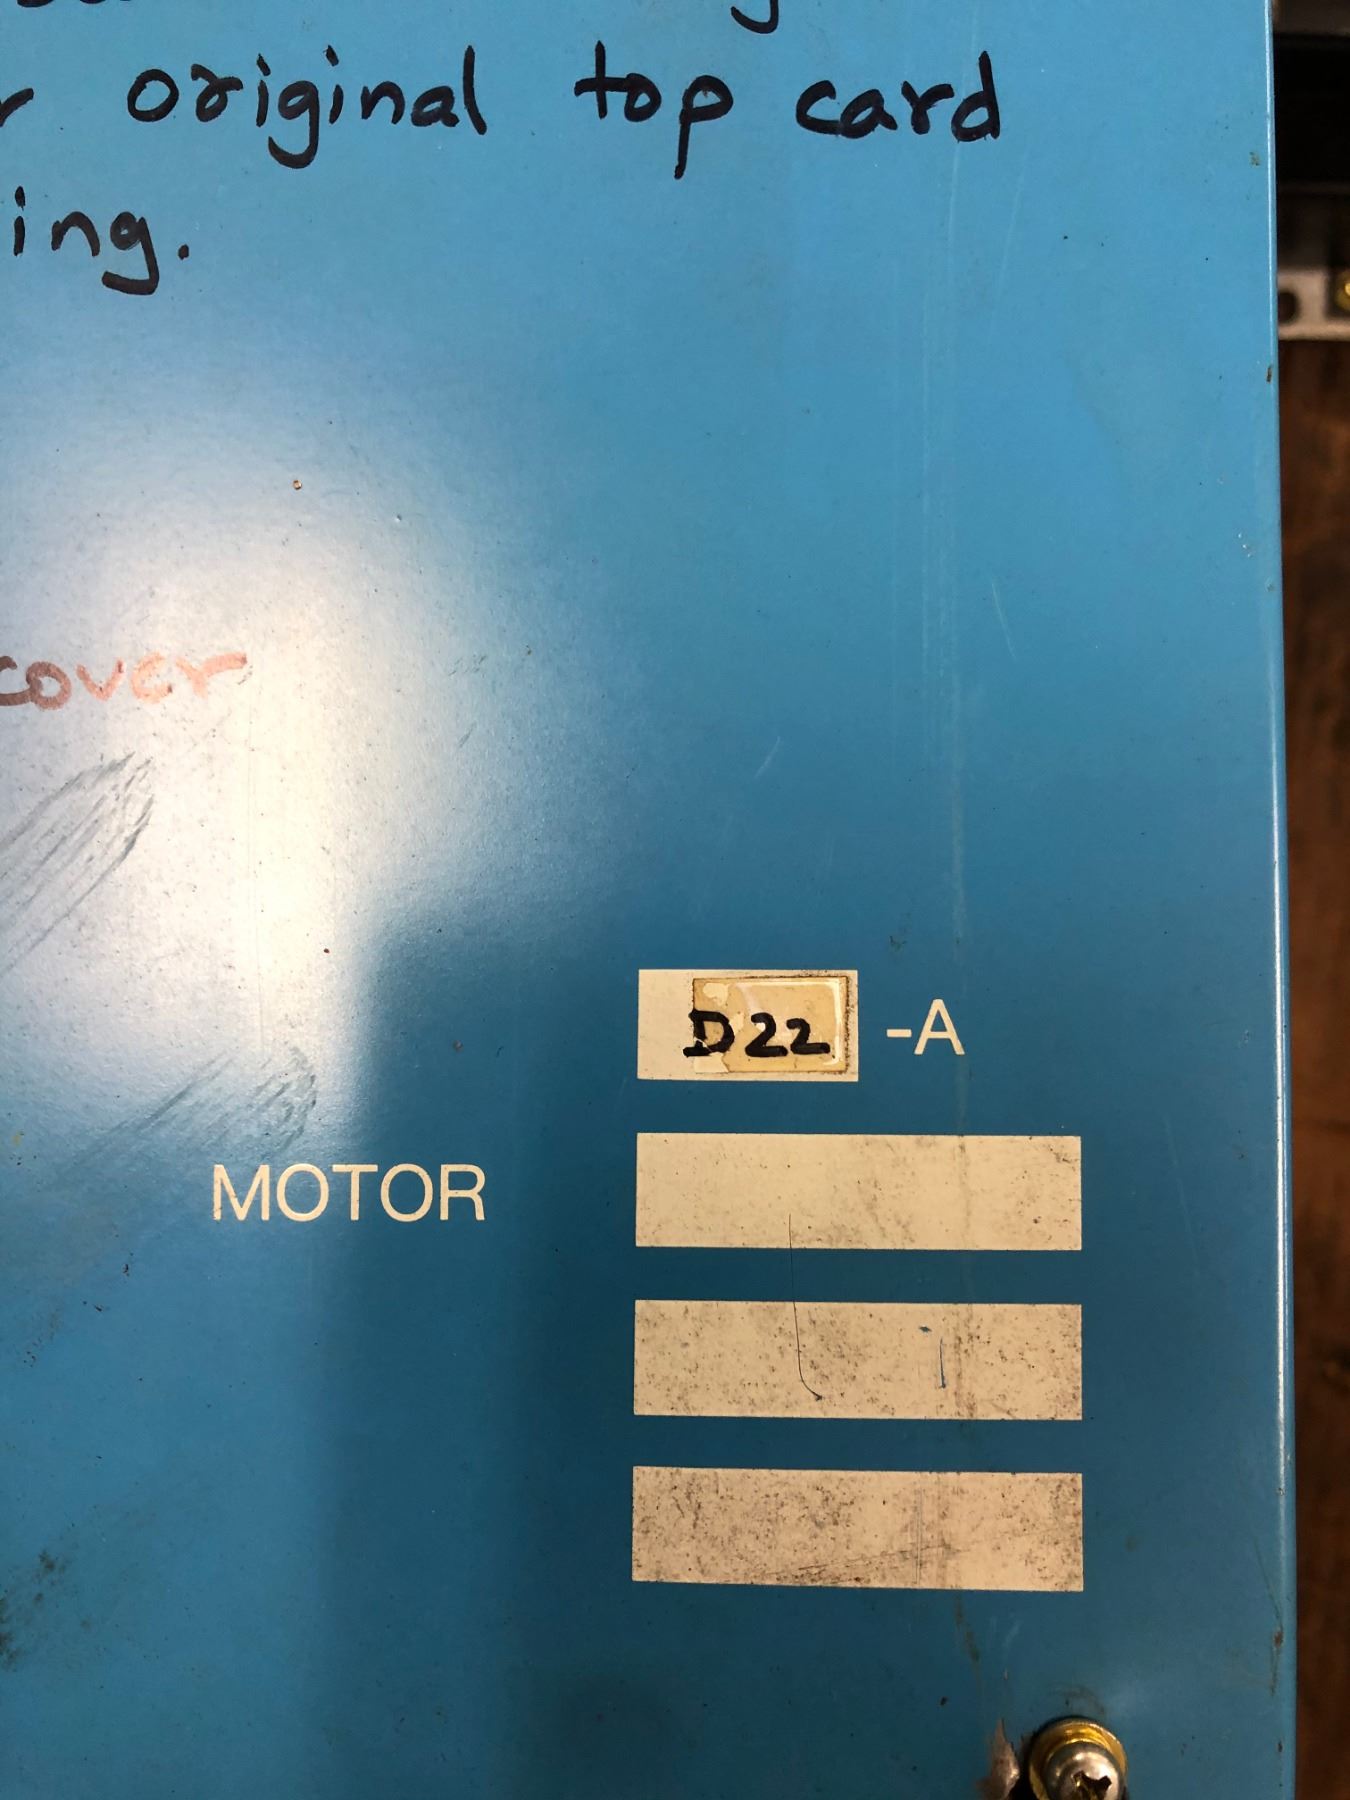 original top card
ing.
cover
D22 -A
MOTOR